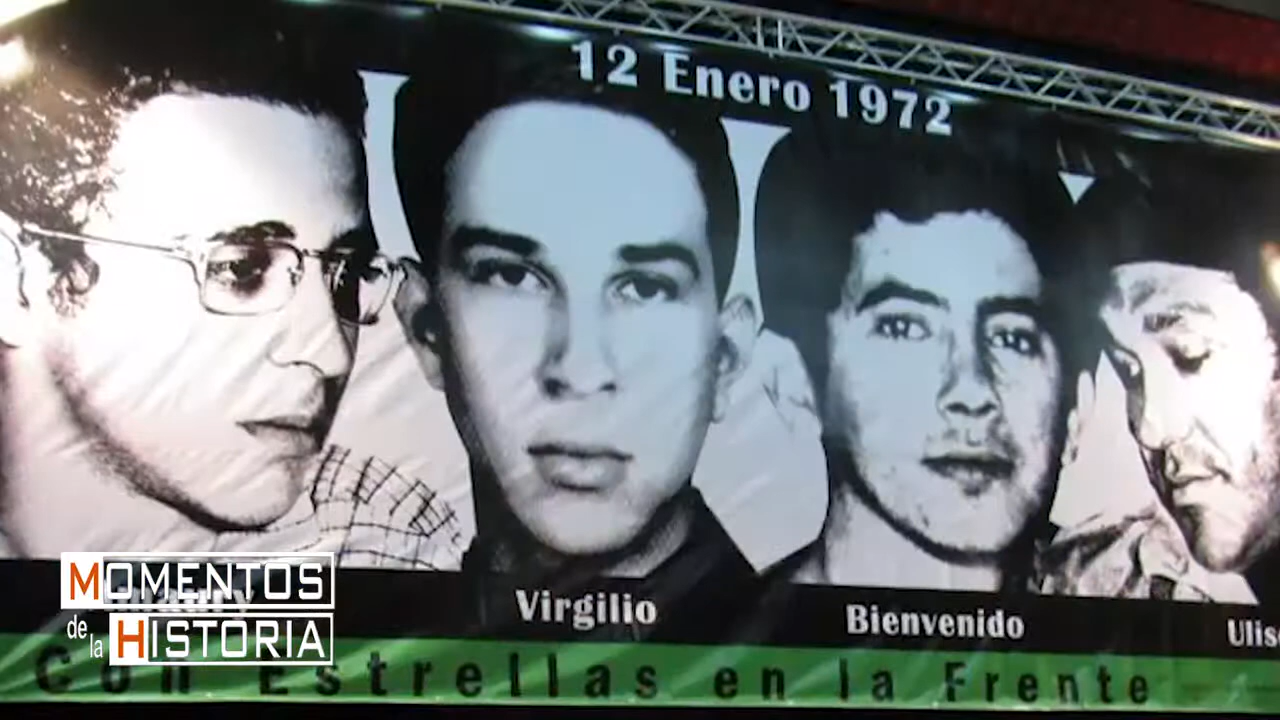 12 Enero 1972
Virgilio
Bienvenido
MOMENTOS
de la HISTORIA
Con Estrellas en la Frente